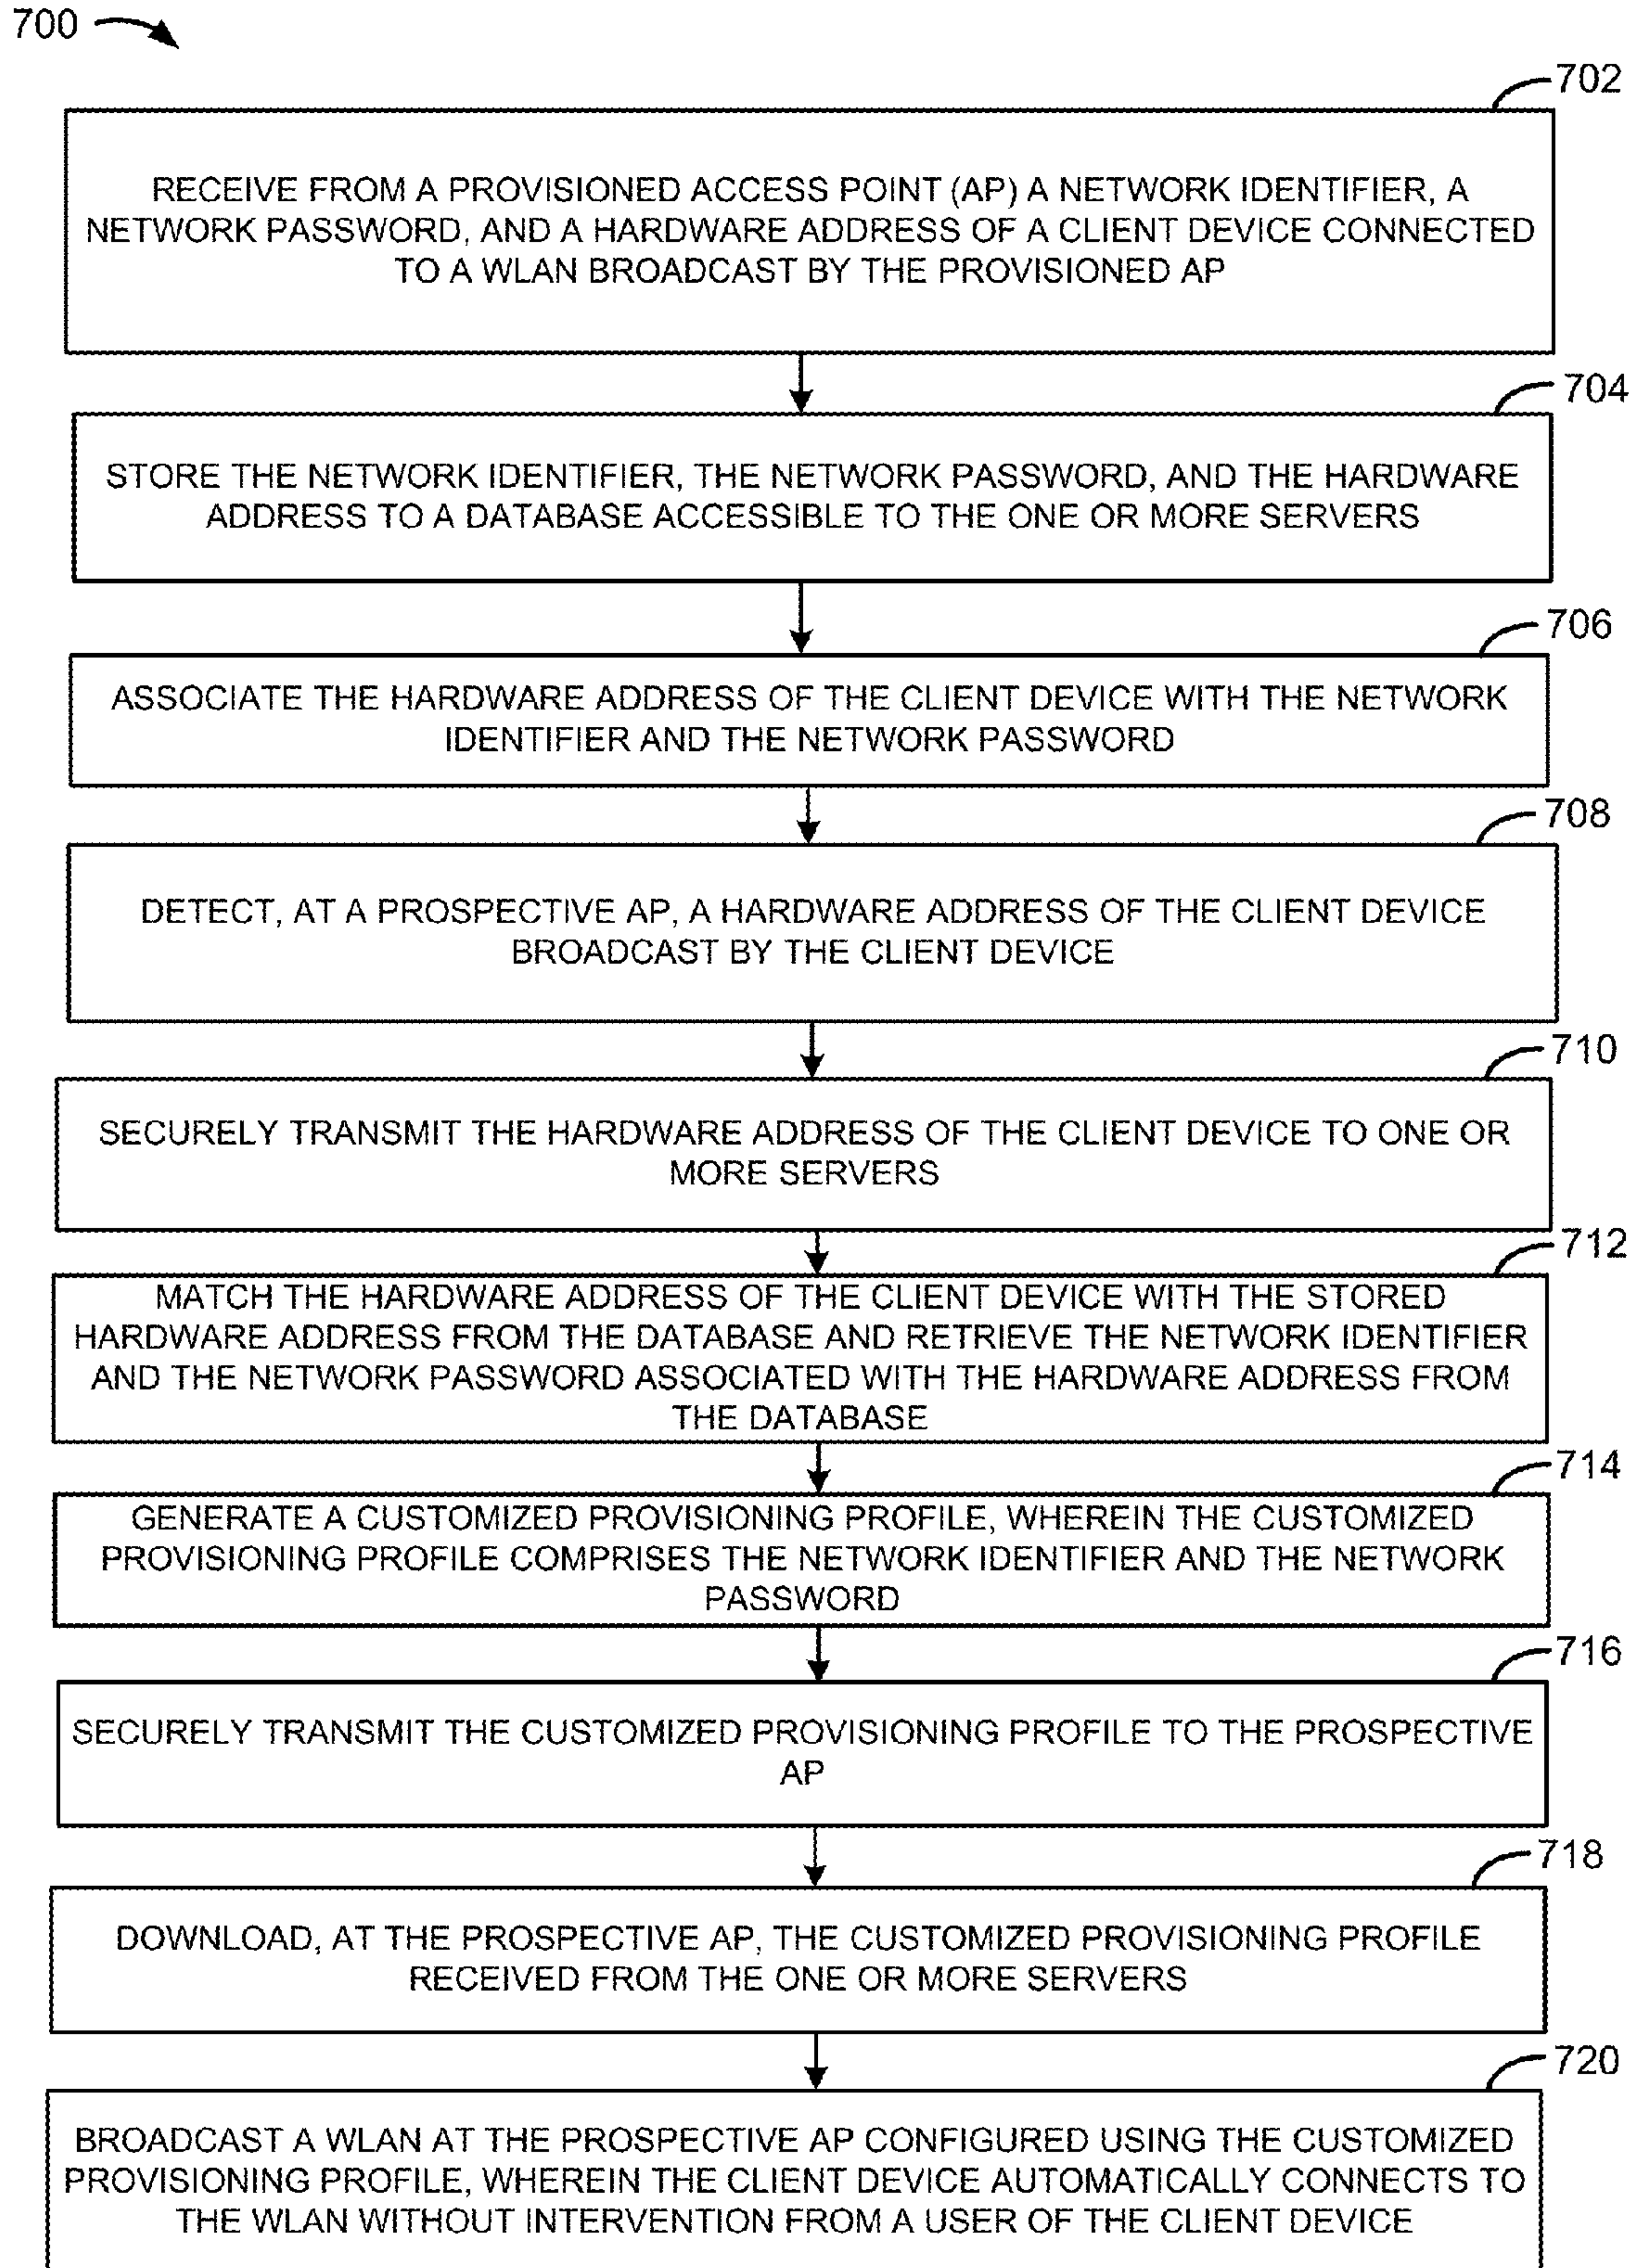 700
702
RECEIVE FROM A PROVISIONED ACCESS POINT (AP) A NETWORK IDENTIFIER, A
NETWORK PASSWORD, AND A HARDWARE ADDRESS OF A CLIENT DEVICE CONNECTED
TO A WLAN BROADCAST BY THE PROVISIONED AP
704
STORE THE NETWORK IDENTIFIER, THE NETWORK PASSWORD, AND THE HARDWARE
ADDRESS TO A DATABASE ACCESSIBLE TO THE ONE OR MORE SERVERS
706
ASSOCIATE THE HARDWARE ADDRESS OF THE CLIENT DEVICE WITH THE NETWORK
IDENTIFIER AND THE NETWORK PASSWORD
708
DETECT, AT A PROSPECTIVE AP, A HARDWARE ADDRESS OF THE CLIENT DEVICE
BROADCAST BY THE CLIENT DEVICE
710
SECURELY TRANSMIT THE HARDWARE ADDRESS OF THE CLIENT DEVICE TO ONE OR
MORE SERVERS
712
MATCH THE HARDWARE ADDRESS OF THE CLIENT DEVICE WITH THE STORED
HARDWARE ADDRESS FROM THE DATABASE AND RETRIEVE THE NETWORK IDENTIFIER
AND THE NETWORK PASSWORD ASSOCIATED WITH THE HARDWARE ADDRESS FROM
THE DATABASE
714
GENERATE A CUSTOMIZED PROVISIONING PROFILE, WHEREIN THE CUSTOMIZED
PROVISIONING PROFILE COMPRISES THE NETWORK IDENTIFIER AND THE NETWORK
PASSWORD
716
SECURELY TRANSMIT THE CUSTOMIZED PROVISIONING PROFILE TO THE PROSPECTIVE
AP
718
DOWNLOAD, AT THE PROSPECTIVE AP, THE CUSTOMIZED PROVISIONING PROFILE
RECEIVED FROM THE ONE OR MORE SERVERS
720
BROADCAST A WLAN AT THE PROSPECTIVE AP CONFIGURED USING THE CUSTOMIZED
PROVISIONING PROFILE, WHEREIN THE CLIENT DEVICE AUTOMATICALLY CONNECTS TO
THE WLAN WITHOUT INTERVENTION FROM A USER OF THE CLIENT DEVICE